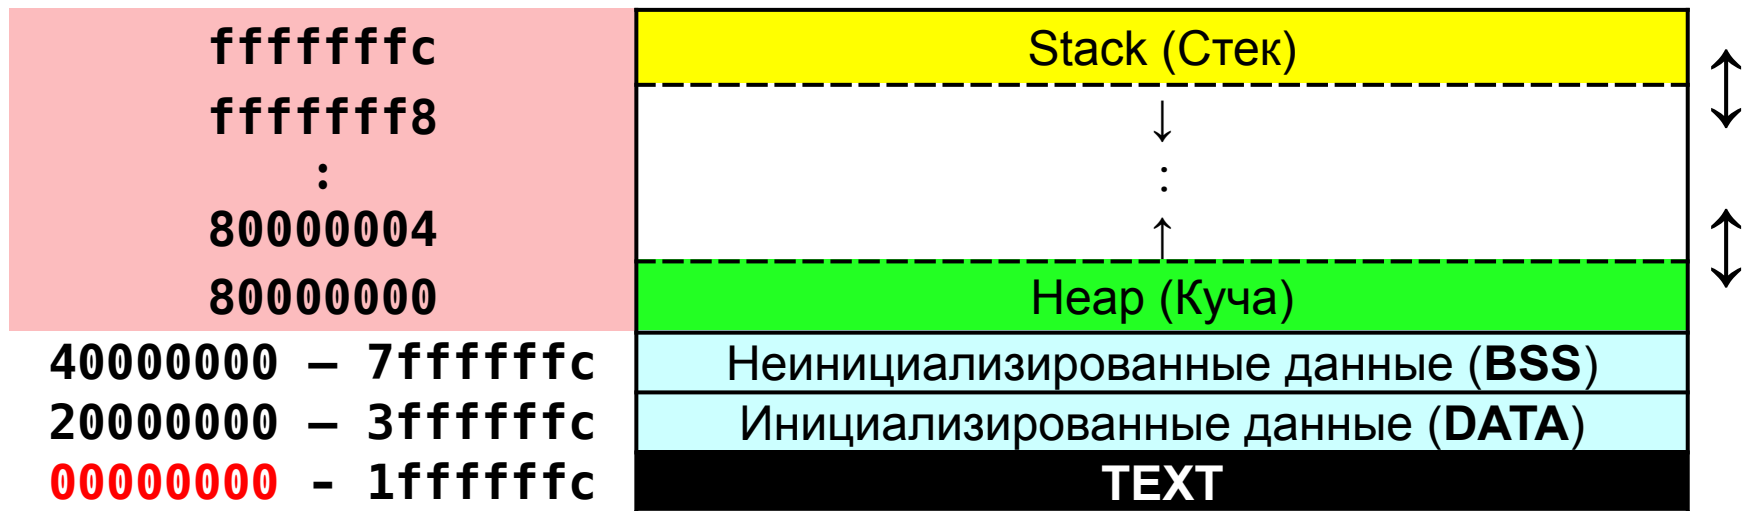 fffffffc Stack (Стек)
fffffff8 ↓
: :
80000004 ↑
80000000 Heap (Куча)
40000000 – 7ffffffc Неинициализированные данные (BSS)
20000000 – 3ffffffc Инициализированные данные (DATA)
00000000 - 1ffffffc TEXT